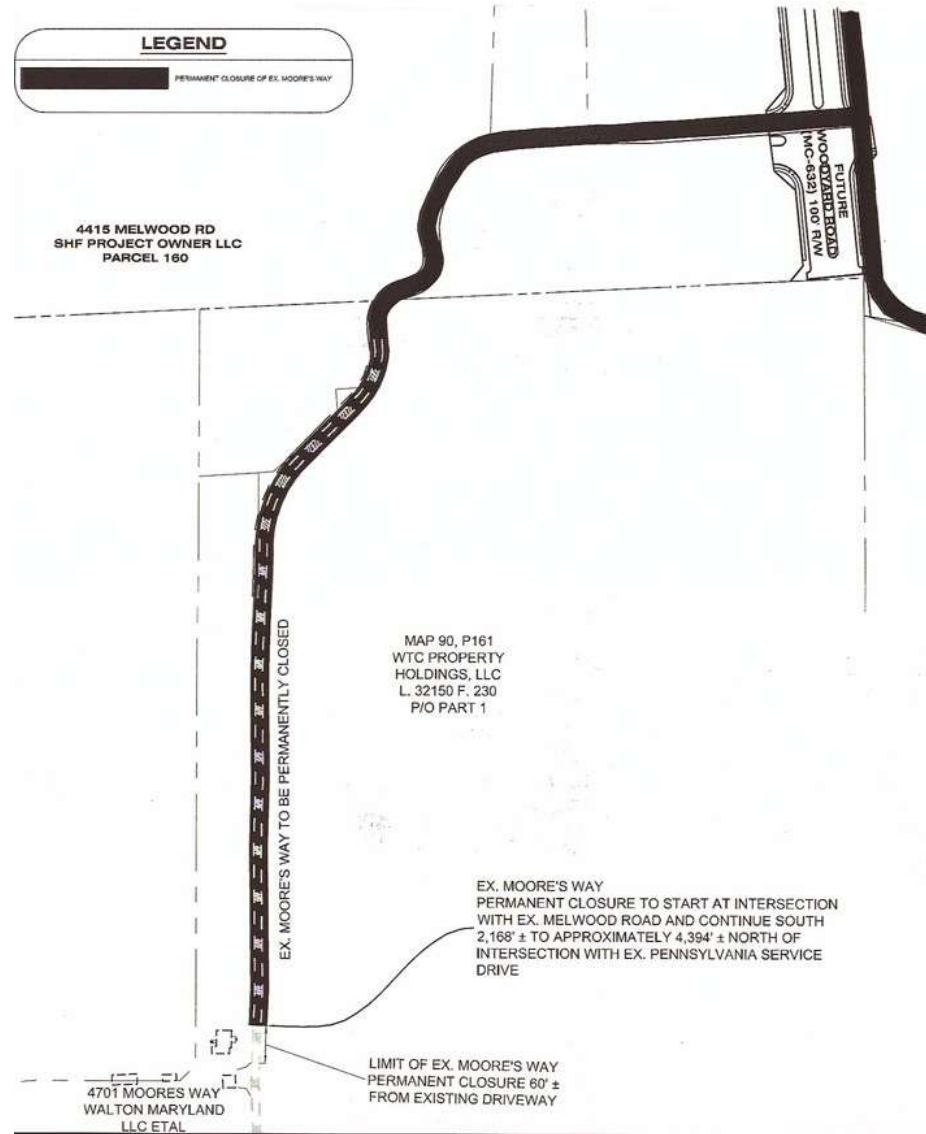 LEGEND
PERMANENT CLOSURE OF EX. MOORE'S WAY
FUTURE
WOODYARD ROAD
(MC-632) 100' R/W
4415 MELWOOD RD
SHF PROJECT OWNER LLC
PARCEL 160
EX. MOORE'S WAY TO BE PERMANENTLY CLOSED
MAP 90, P161
WTC PROPERTY
HOLDINGS, LLC
L. 32150 F. 230
P/O PART 1
EX. MOORE'S WAY
PERMANENT CLOSURE TO START AT INTERSECTION
WITH EX. MELWOOD ROAD AND CONTINUE SOUTH
2,168' ± TO APPROXIMATELY 4,394' ± NORTH OF
INTERSECTION WITH EX. PENNSYLVANIA SERVICE
DRIVE
LIMIT OF EX. MOORE'S WAY
PERMANENT CLOSURE 60' ±
FROM EXISTING DRIVEWAY
4701 MOORES WAY
WALTON MARYLAND
LLC ETAL